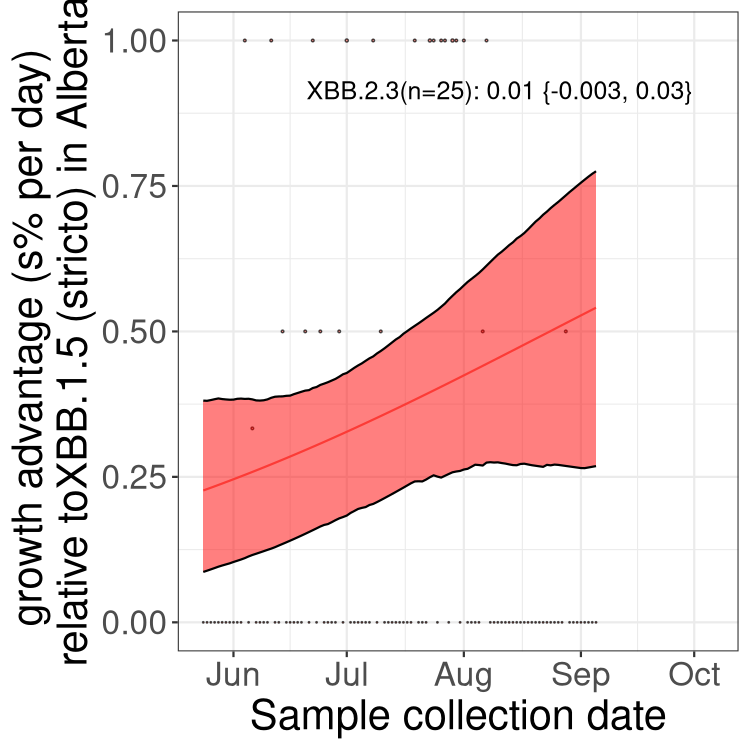 growth advantage (s% per day)
relative toXBB.1.5 (stricto) in Alberta
1.00
XBB.2.3(n=25): 0.01 {-0.003, 0.03}
0.75
0.50
0.25
0.00
Jun Jul Aug Sep Oct
Sample collection date